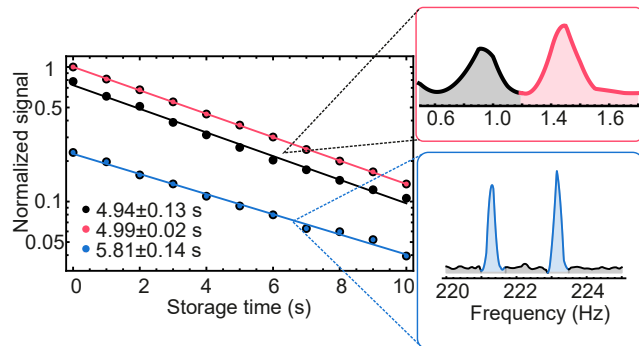 Normalized signal
1
0.5
0.1
0.05
4.94±0.13 s
4.99±0.02 s
5.81±0.14 s
0 2 4 6 8 10
Storage time (s)
0.6 1.0 1.4 1.6
220 222 224
Frequency (Hz)